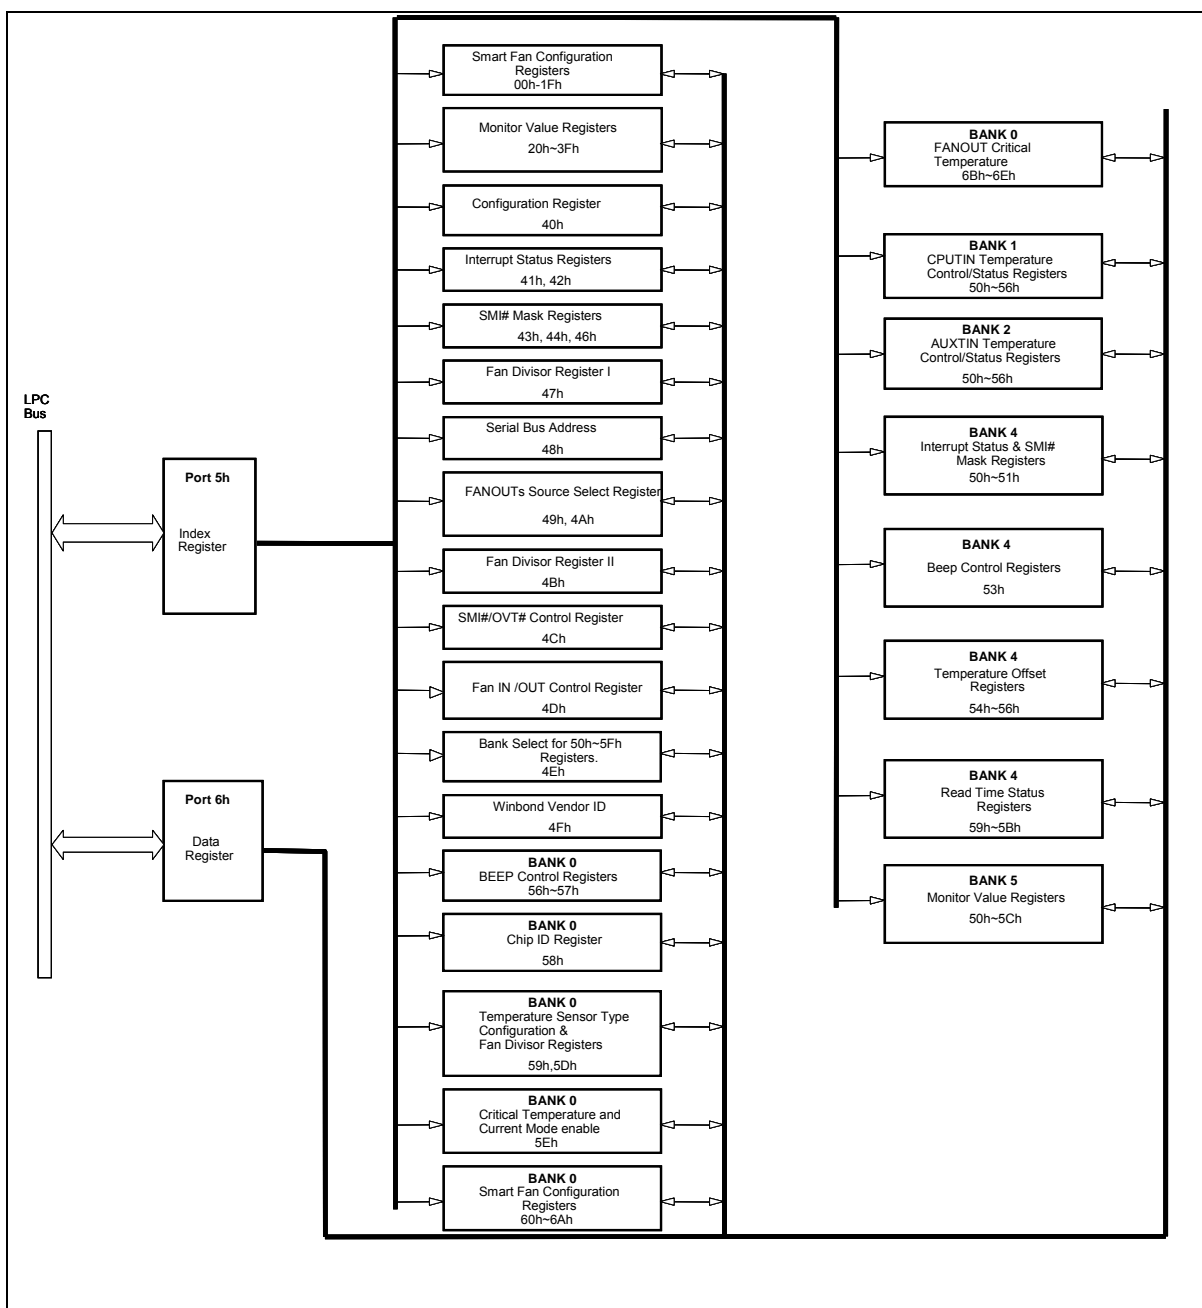 LPC
Bus
Port 5h
Index
Register
Port 6h
Data
Register
Smart Fan Configuration
Registers
00h-1Fh
Monitor Value Registers
20h~3Fh
Configuration Register
40h
Interrupt Status Registers
41h, 42h
SMI# Mask Registers
43h, 44h, 46h
Fan Divisor Register I
47h
Serial Bus Address
48h
FANOUTs Source Select Register
49h, 4Ah
Fan Divisor Register II
4Bh
SMI#/OVT# Control Register
4Ch
Fan IN /OUT Control Register
4Dh
Bank Select for 50h~5Fh
Registers.
4Eh
Winbond Vendor ID
4Fh
BANK 0
BEEP Control Registers
56h~57h
BANK 0
Chip ID Register
58h
BANK 0
Temperature Sensor Type
Configuration &
Fan Divisor Registers
59h,5Dh
BANK 0
Critical Temperature and
Current Mode enable
5Eh
BANK 0
Smart Fan Configuration
Registers
60h~6Ah
BANK 0
FANOUT Critical
Temperature
6Bh~6Eh
BANK 1
CPUTIN Temperature
Control/Status Registers
50h~56h
BANK 2
AUXTIN Temperature
Control/Status Registers
50h~56h
BANK 4
Interrupt Status & SMI#
Mask Registers
50h~51h
BANK 4
Beep Control Registers
53h
BANK 4
Temperature Offset
Registers
54h~56h
BANK 4
Read Time Status
Registers
59h~5Bh
BANK 5
Monitor Value Registers
50h~5Ch